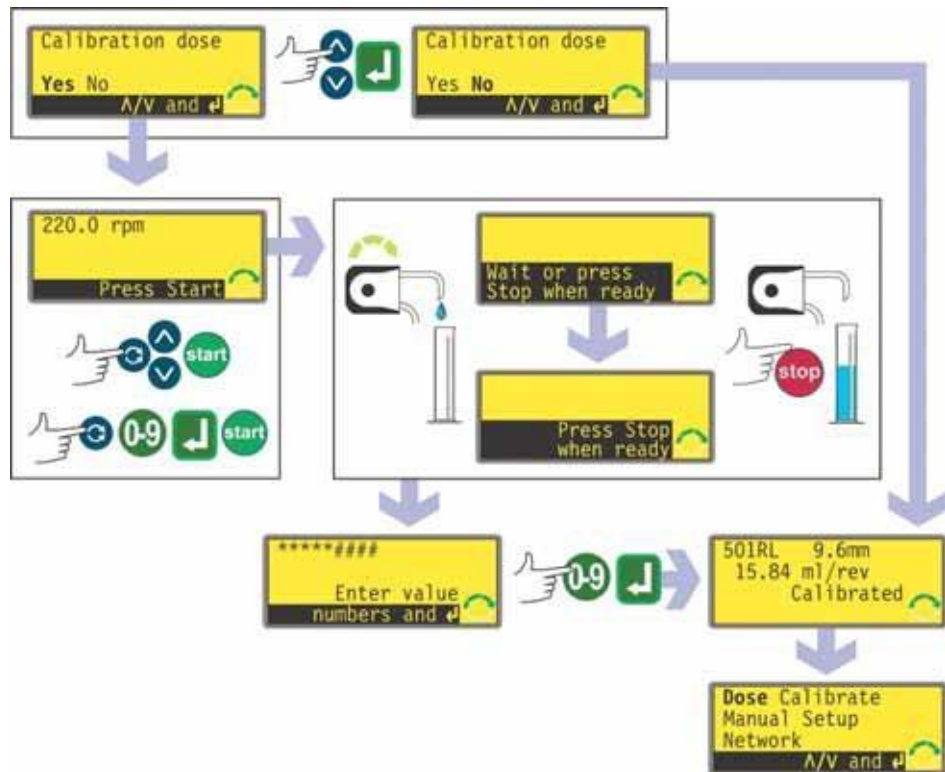 Calibration dose
Yes No
∧/∨ and ↲
Calibration dose
Yes No
∧/∨ and ↲
220.0 rpm
Press Start
start
0-9
start
Wait or press
Stop when ready
stop
Press Stop
when ready
*****####
Enter value
numbers and ↲
0-9
501RL 9.6mm
15.84 ml/rev
Calibrated
Dose Calibrate
Manual Setup
Network
∧/∨ and ↲